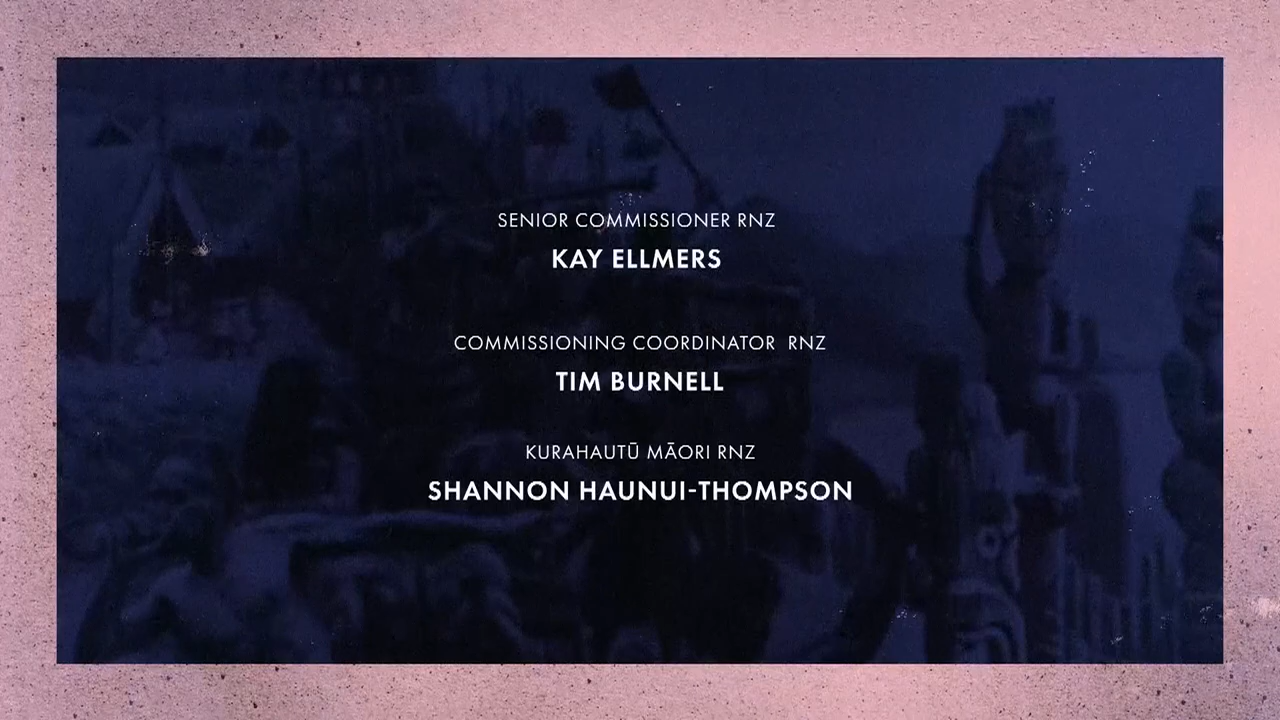 SENIOR COMMISSIONER RNZ
KAY ELLMERS
COMMISSIONING COORDINATOR RNZ
TIM BURNELL
KURAHAUTŪ MĀORI RNZ
SHANNON HAUNUI-THOMPSON